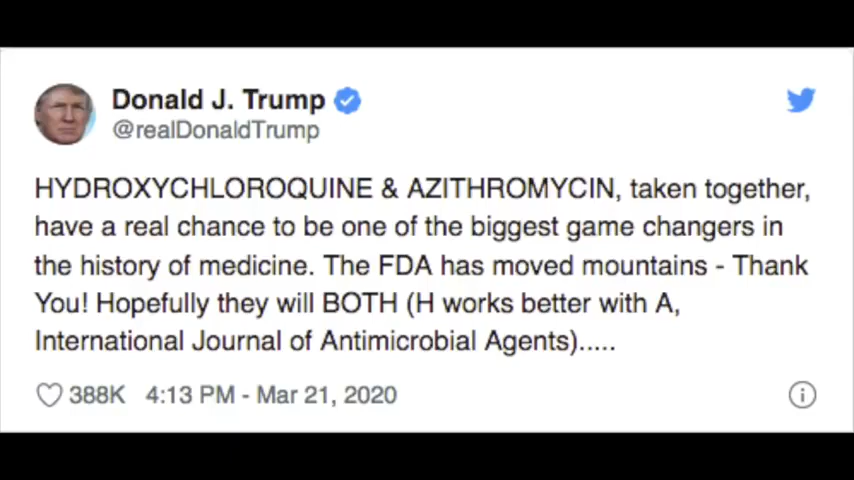 Donald J. Trump
@realDonaldTrump
HYDROXYCHLOROQUINE & AZITHROMYCIN, taken together,
have a real chance to be one of the biggest game changers in
the history of medicine. The FDA has moved mountains - Thank
You! Hopefully they will BOTH (H works better with A,
International Journal of Antimicrobial Agents).....
388K 4:13 PM - Mar 21, 2020